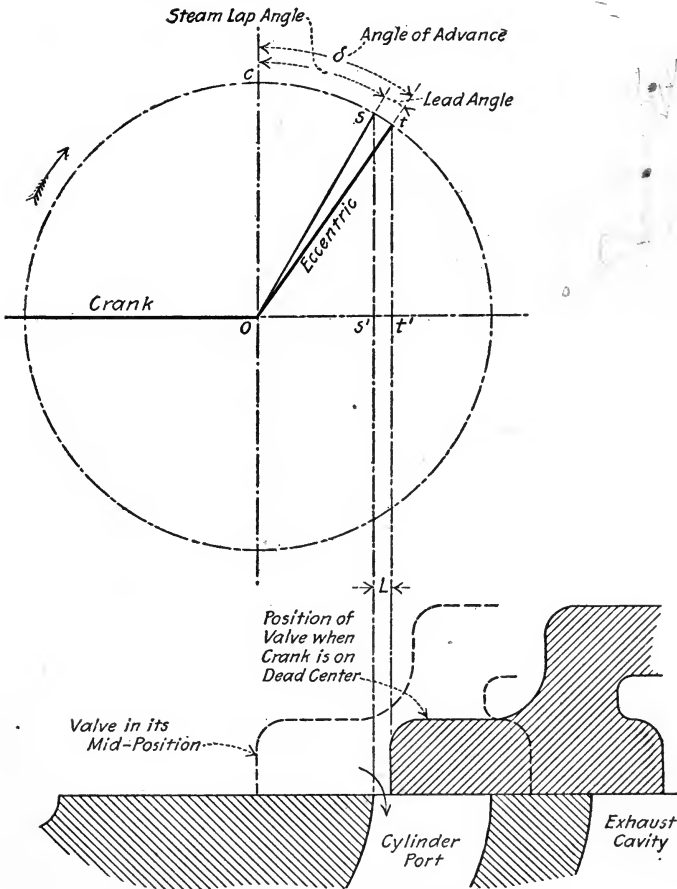 Steam Lap Angle
δ
Angle of Advance
C
Lead Angle
s
t
Eccentric
Crank
O
s'
t'
L
Position of
Valve when
Crank is on
Dead Center
Valve in its
Mid-Position
Cylinder
Port
Exhaust
Cavity